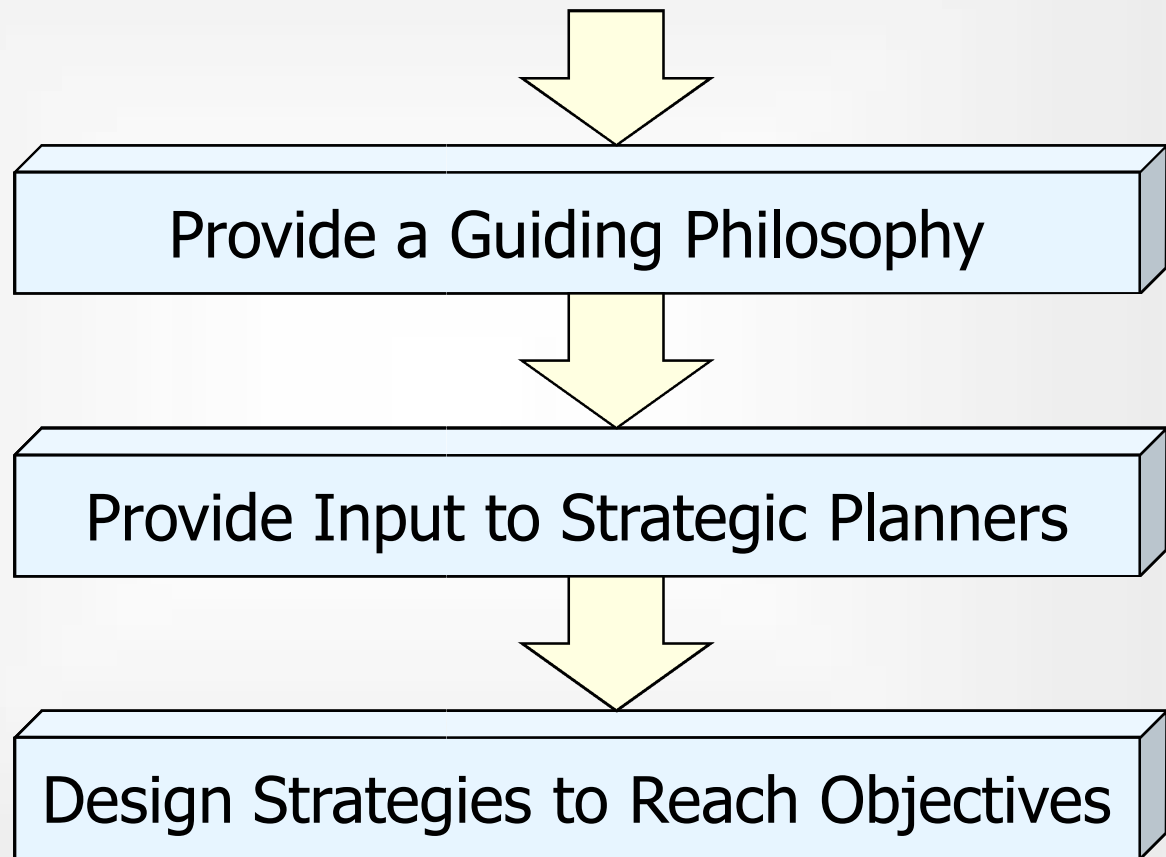 Provide a Guiding Philosophy
Provide Input to Strategic Planners
Design Strategies to Reach Objectives